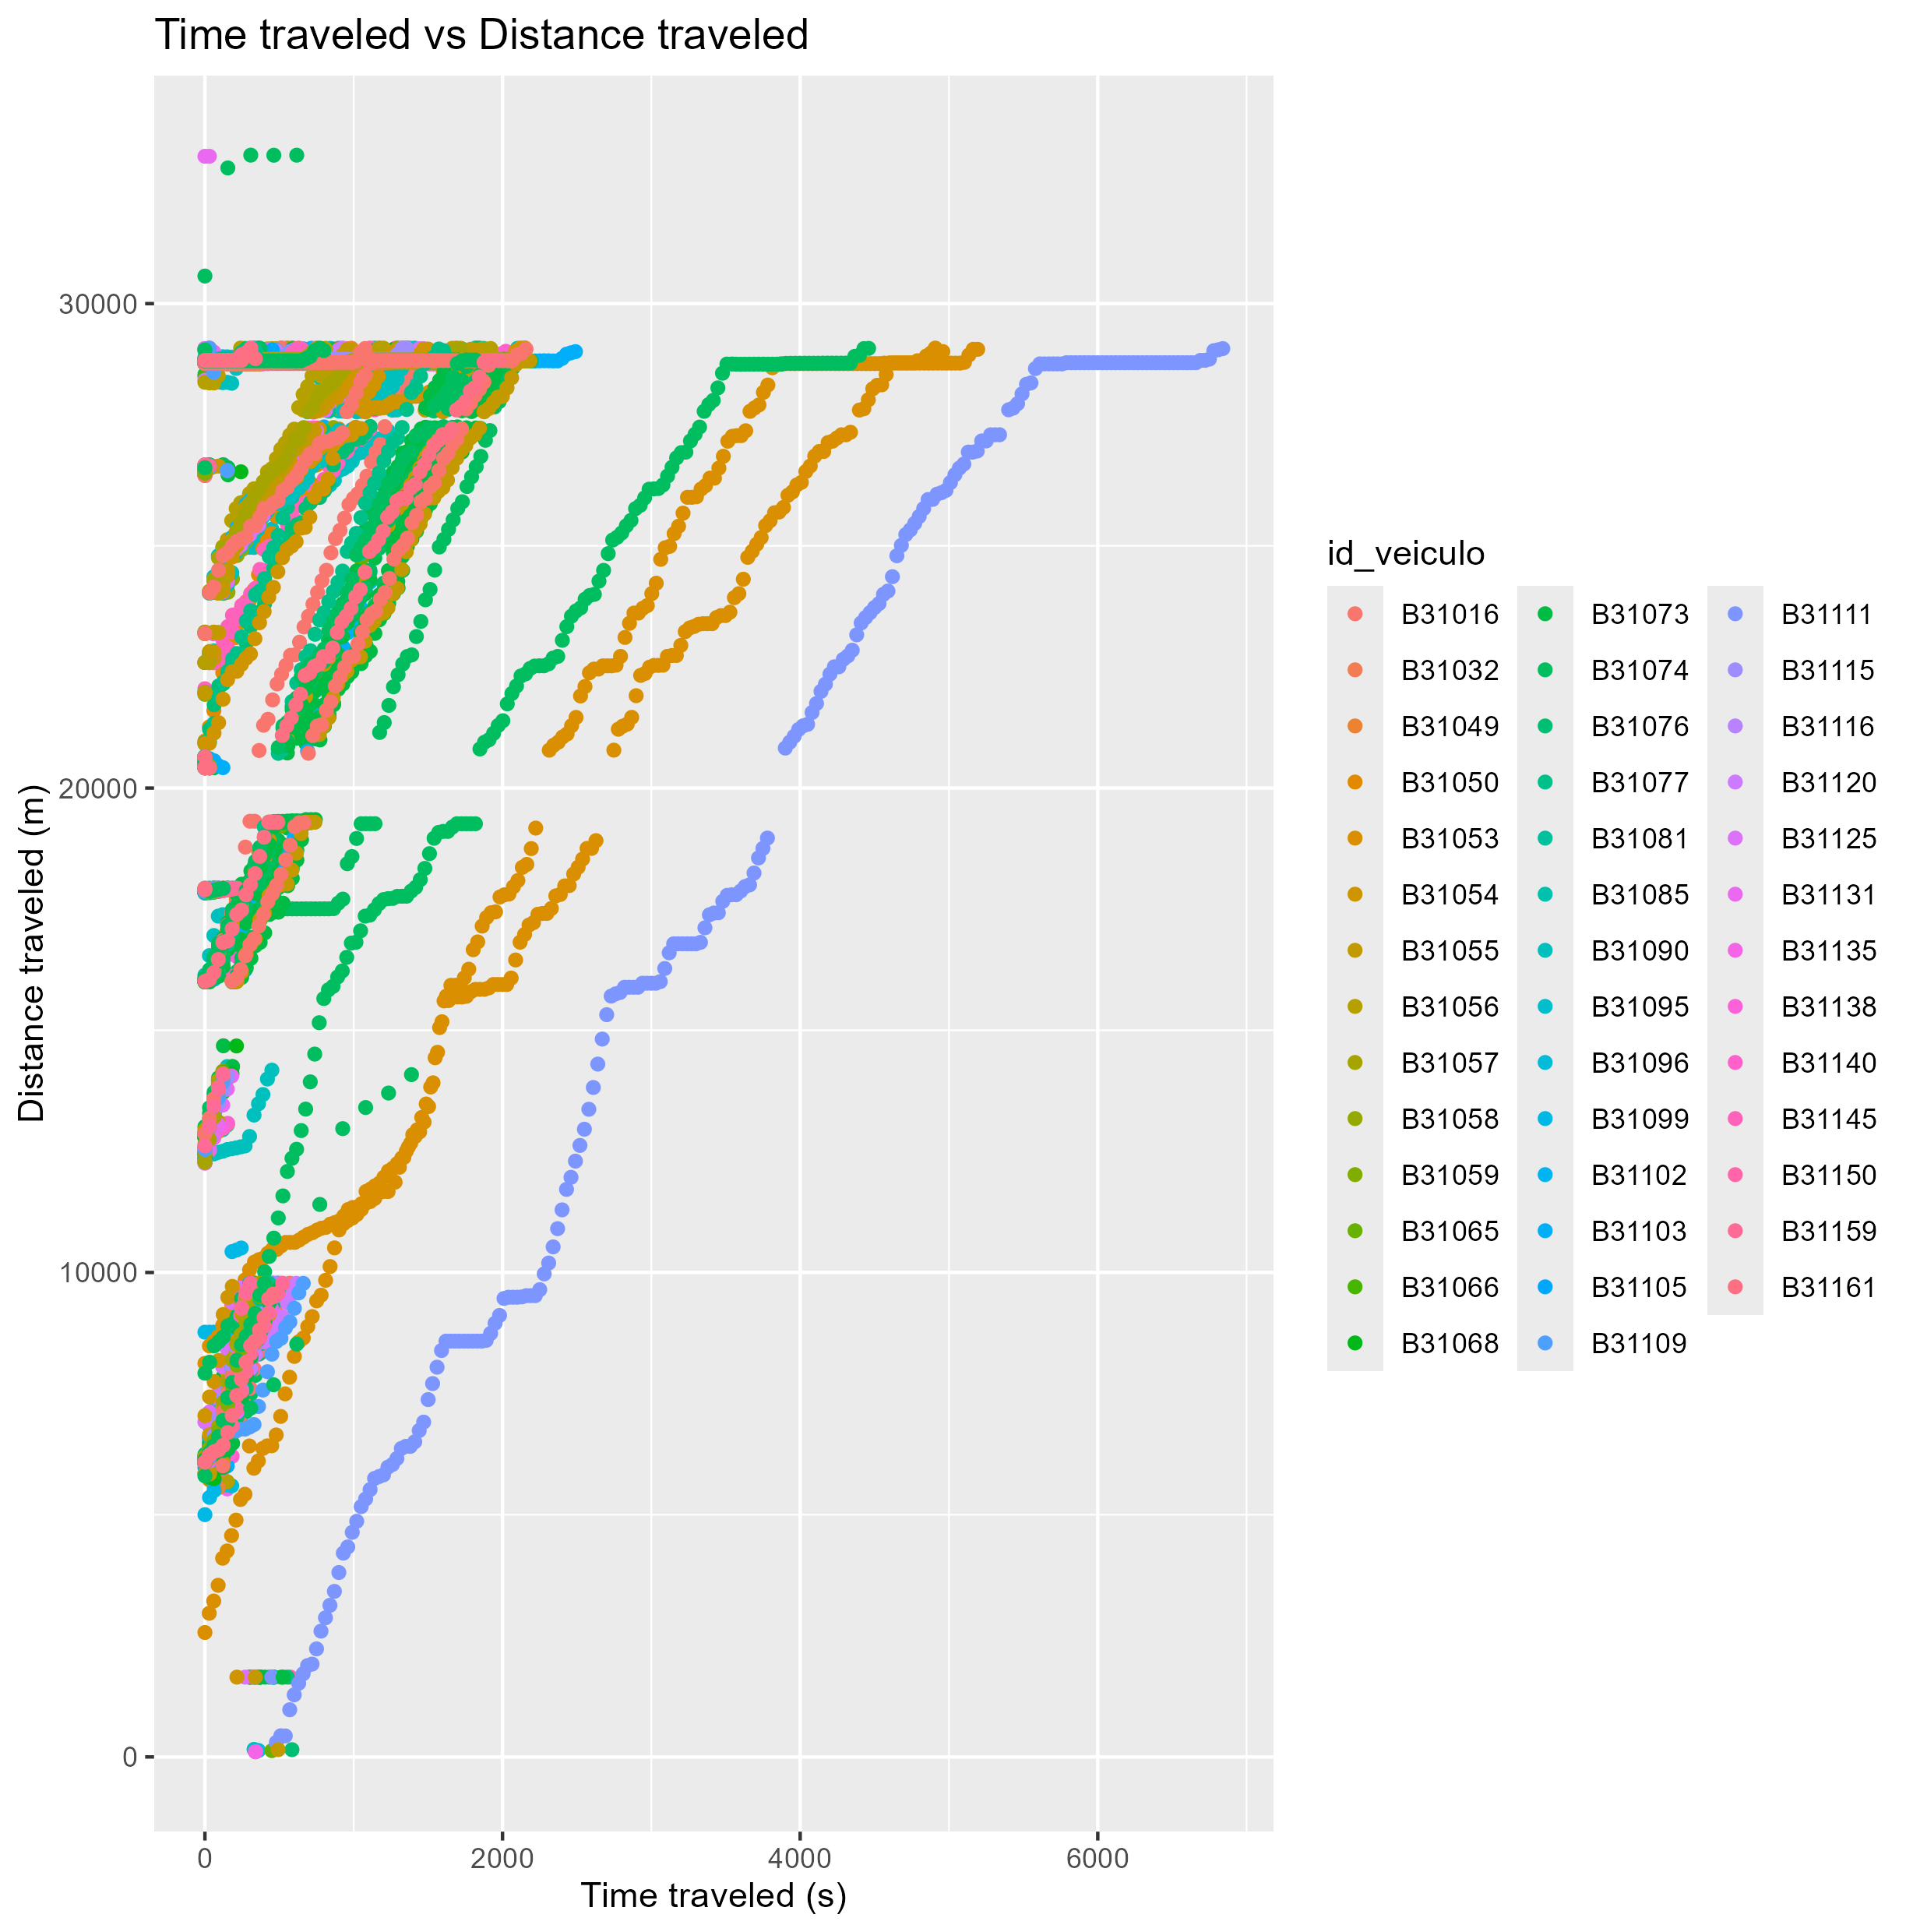 Time traveled vs Distance traveled
30000
20000
10000
0
Distance traveled (m)
0 2000 4000 6000
Time traveled (s)
id_veiculo
B31016 B31073 B31111
B31032 B31074 B31115
B31049 B31076 B31116
B31050 B31077 B31120
B31053 B31081 B31125
B31054 B31085 B31131
B31055 B31090 B31135
B31056 B31095 B31138
B31057 B31096 B31140
B31058 B31099 B31145
B31059 B31102 B31150
B31065 B31103 B31159
B31066 B31105 B31161
B31068 B31109